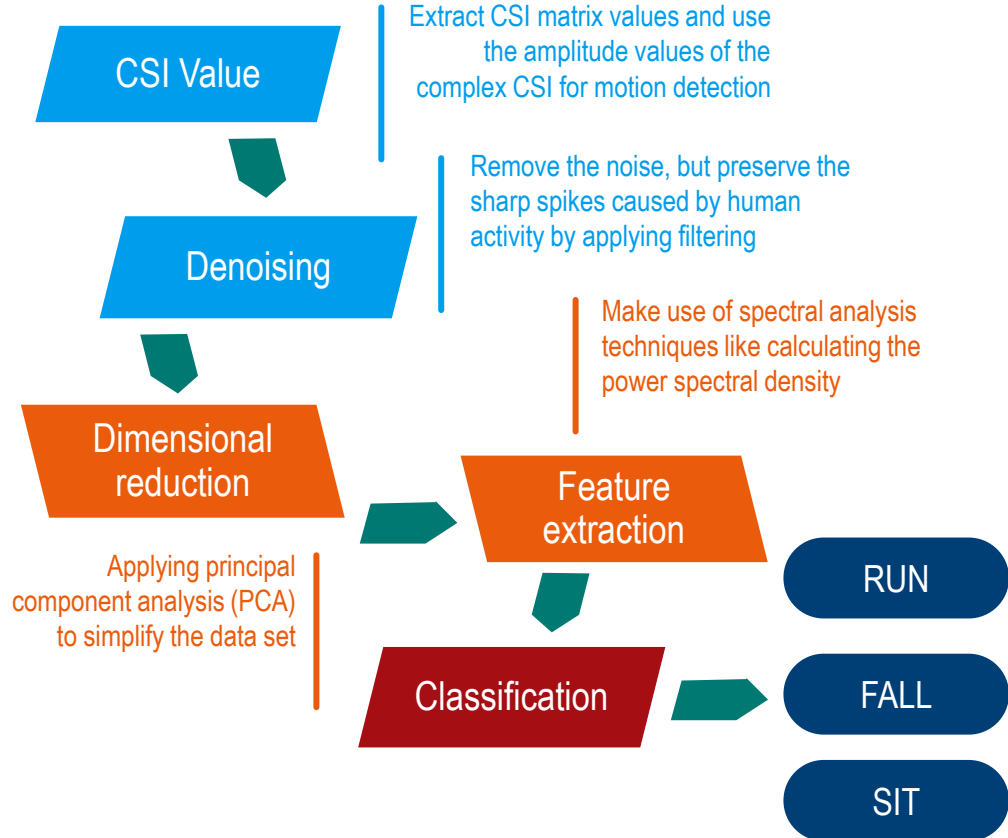 CSI Value
Extract CSI matrix values and use
the amplitude values of the
complex CSI for motion detection
Denoising
Remove the noise, but preserve the
sharp spikes caused by human
activity by applying filtering
Dimensional
reduction
Applying principal
component analysis (PCA)
to simplify the data set
Make use of spectral analysis
techniques like calculating the
power spectral density
Feature
extraction
Classification
RUN
FALL
SIT